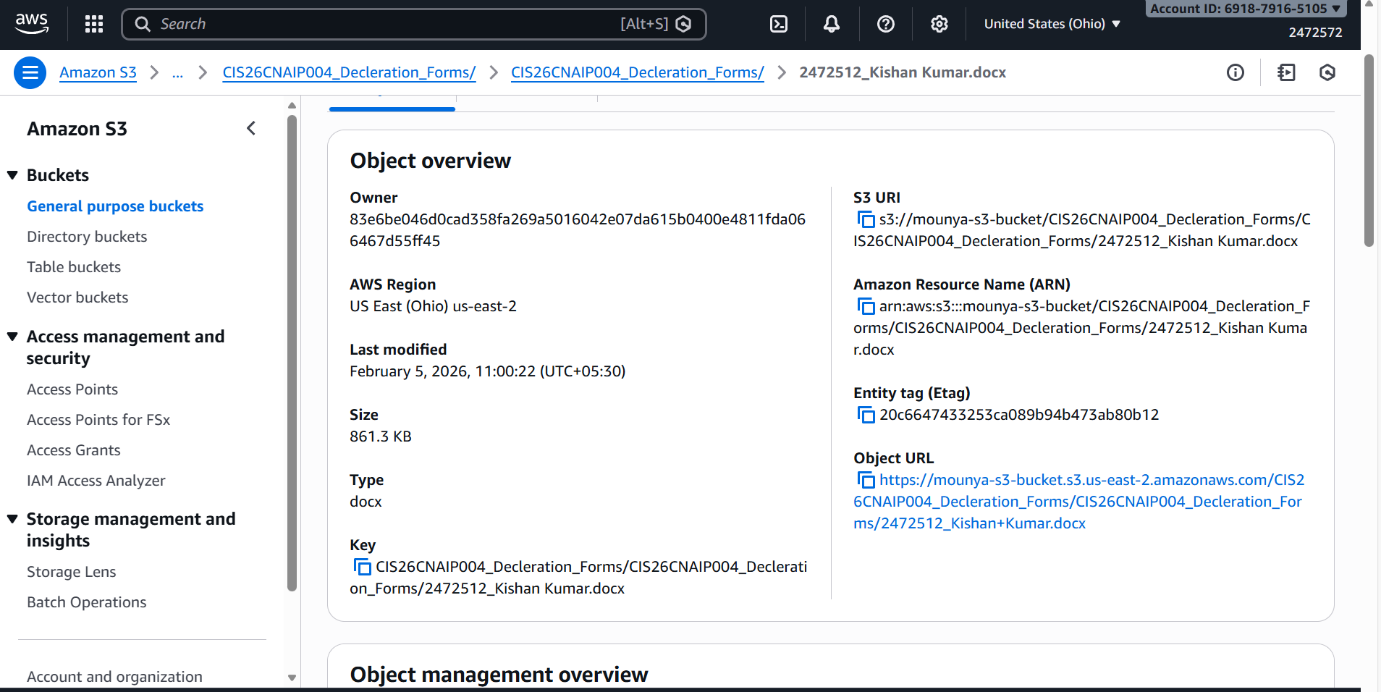 aws
Search
[Alt+S]
United States (Ohio)
Account ID: 6918-7916-5105
2472572
Amazon S3
...
CIS26CNAIP004_Decleration_Forms/
CIS26CNAIP004_Decleration_Forms/
2472512_Kishan Kumar.docx
Amazon S3
Buckets
General purpose buckets
Directory buckets
Table buckets
Vector buckets
Access management and
security
Access Points
Access Points for FSx
Access Grants
IAM Access Analyzer
Storage management and
insights
Storage Lens
Batch Operations
Account and organization
Object overview
Owner
83e6be046d0cad358fa269a5016042e07da615b0400e4811fda06
6467d55ff45
AWS Region
US East (Ohio) us-east-2
Last modified
February 5, 2026, 11:00:22 (UTC+05:30)
Size
861.3 KB
Type
docx
Key
CIS26CNAIP004_Decleration_Forms/CIS26CNAIP004_Declerati
on_Forms/2472512_Kishan Kumar.docx
S3 URI
s3://mounya-s3-bucket/CIS26CNAIP004_Decleration_Forms/C
IS26CNAIP004_Decleration_Forms/2472512_Kishan Kumar.docx
Amazon Resource Name (ARN)
arn:aws:s3:::mounya-s3-bucket/CIS26CNAIP004_Decleration_F
orms/CIS26CNAIP004_Decleration_Forms/2472512_Kishan Kuma
r.docx
Entity tag (Etag)
20c6647433253ca089b94b473ab80b12
Object URL
https://mounya-s3-bucket.s3.us-east-2.amazonaws.com/CIS2
6CNAIP004_Decleration_Forms/CIS26CNAIP004_Decleration_For
ms/2472512_Kishan+Kumar.docx
Object management overview